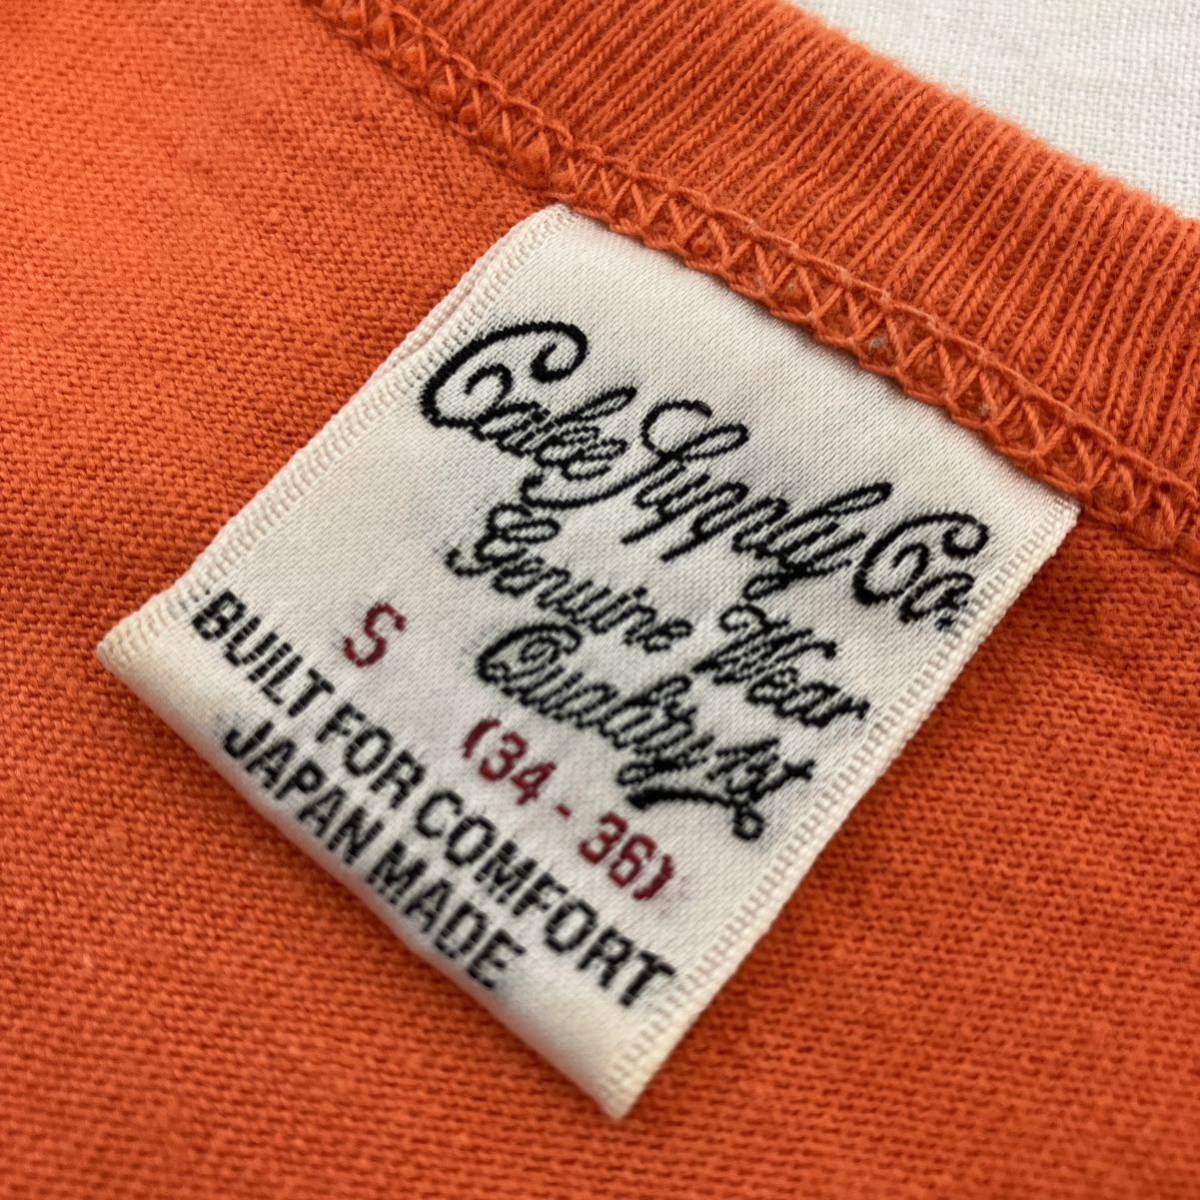 Calee Supply Co.
Genuine Wear
Quality 1st.
S (34 - 36)
BUILT FOR COMFORT
JAPAN MADE